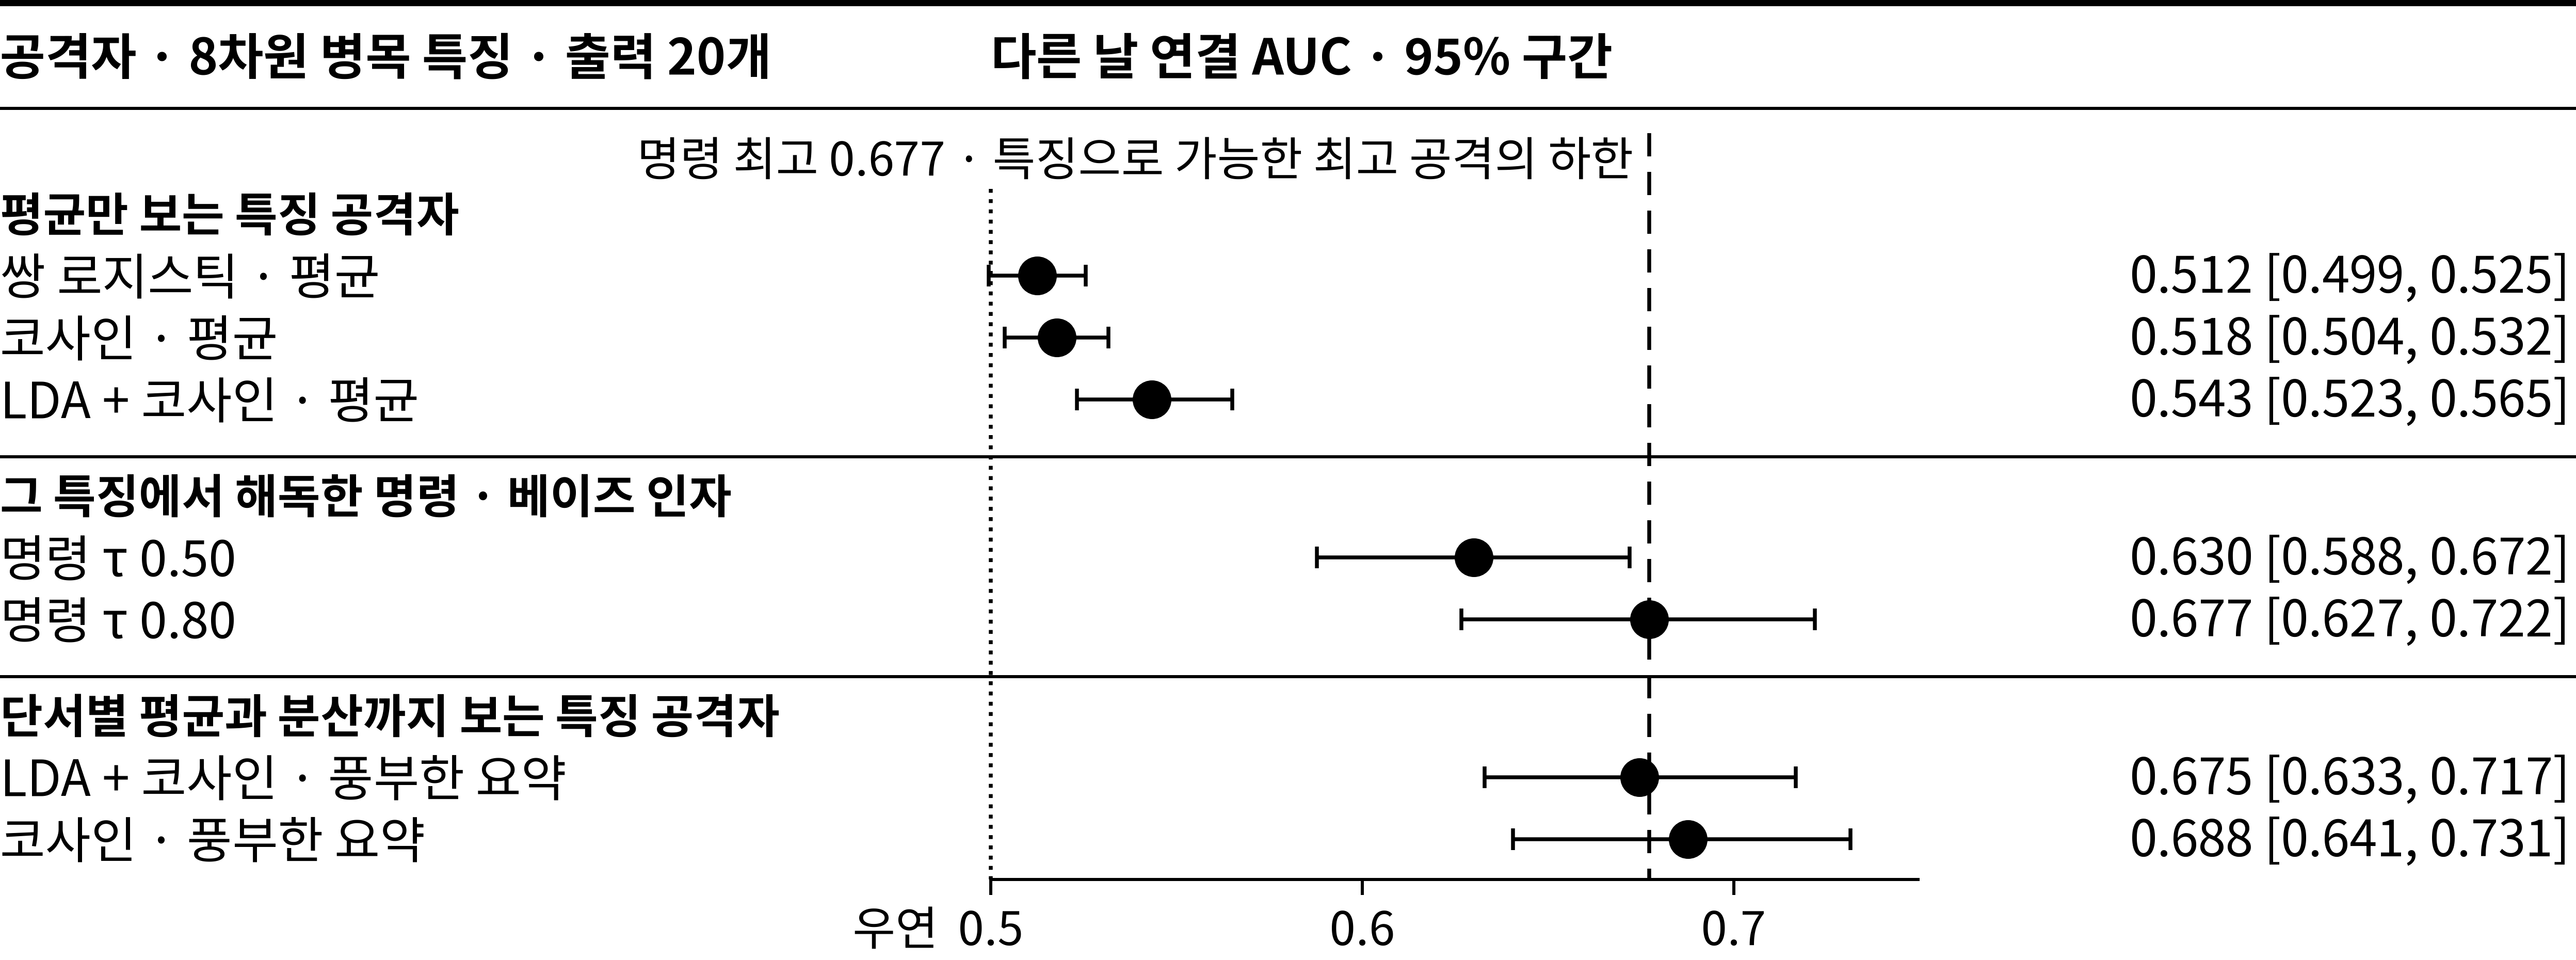 공격자 · 8차원 병목 특징 · 출력 20개 다른 날 연결 AUC · 95% 구간
명령 최고 0.677 · 특징으로 가능한 최고 공격의 하한
평균만 보는 특징 공격자
쌍 로지스틱 · 평균 0.512 [0.499, 0.525]
코사인 · 평균 0.518 [0.504, 0.532]
LDA + 코사인 · 평균 0.543 [0.523, 0.565]
그 특징에서 해독한 명령 · 베이즈 인자
명령 τ 0.50 0.630 [0.588, 0.672]
명령 τ 0.80 0.677 [0.627, 0.722]
단서별 평균과 분산까지 보는 특징 공격자
LDA + 코사인 · 풍부한 요약 0.675 [0.633, 0.717]
코사인 · 풍부한 요약 0.688 [0.641, 0.731]
우연 0.5 0.6 0.7